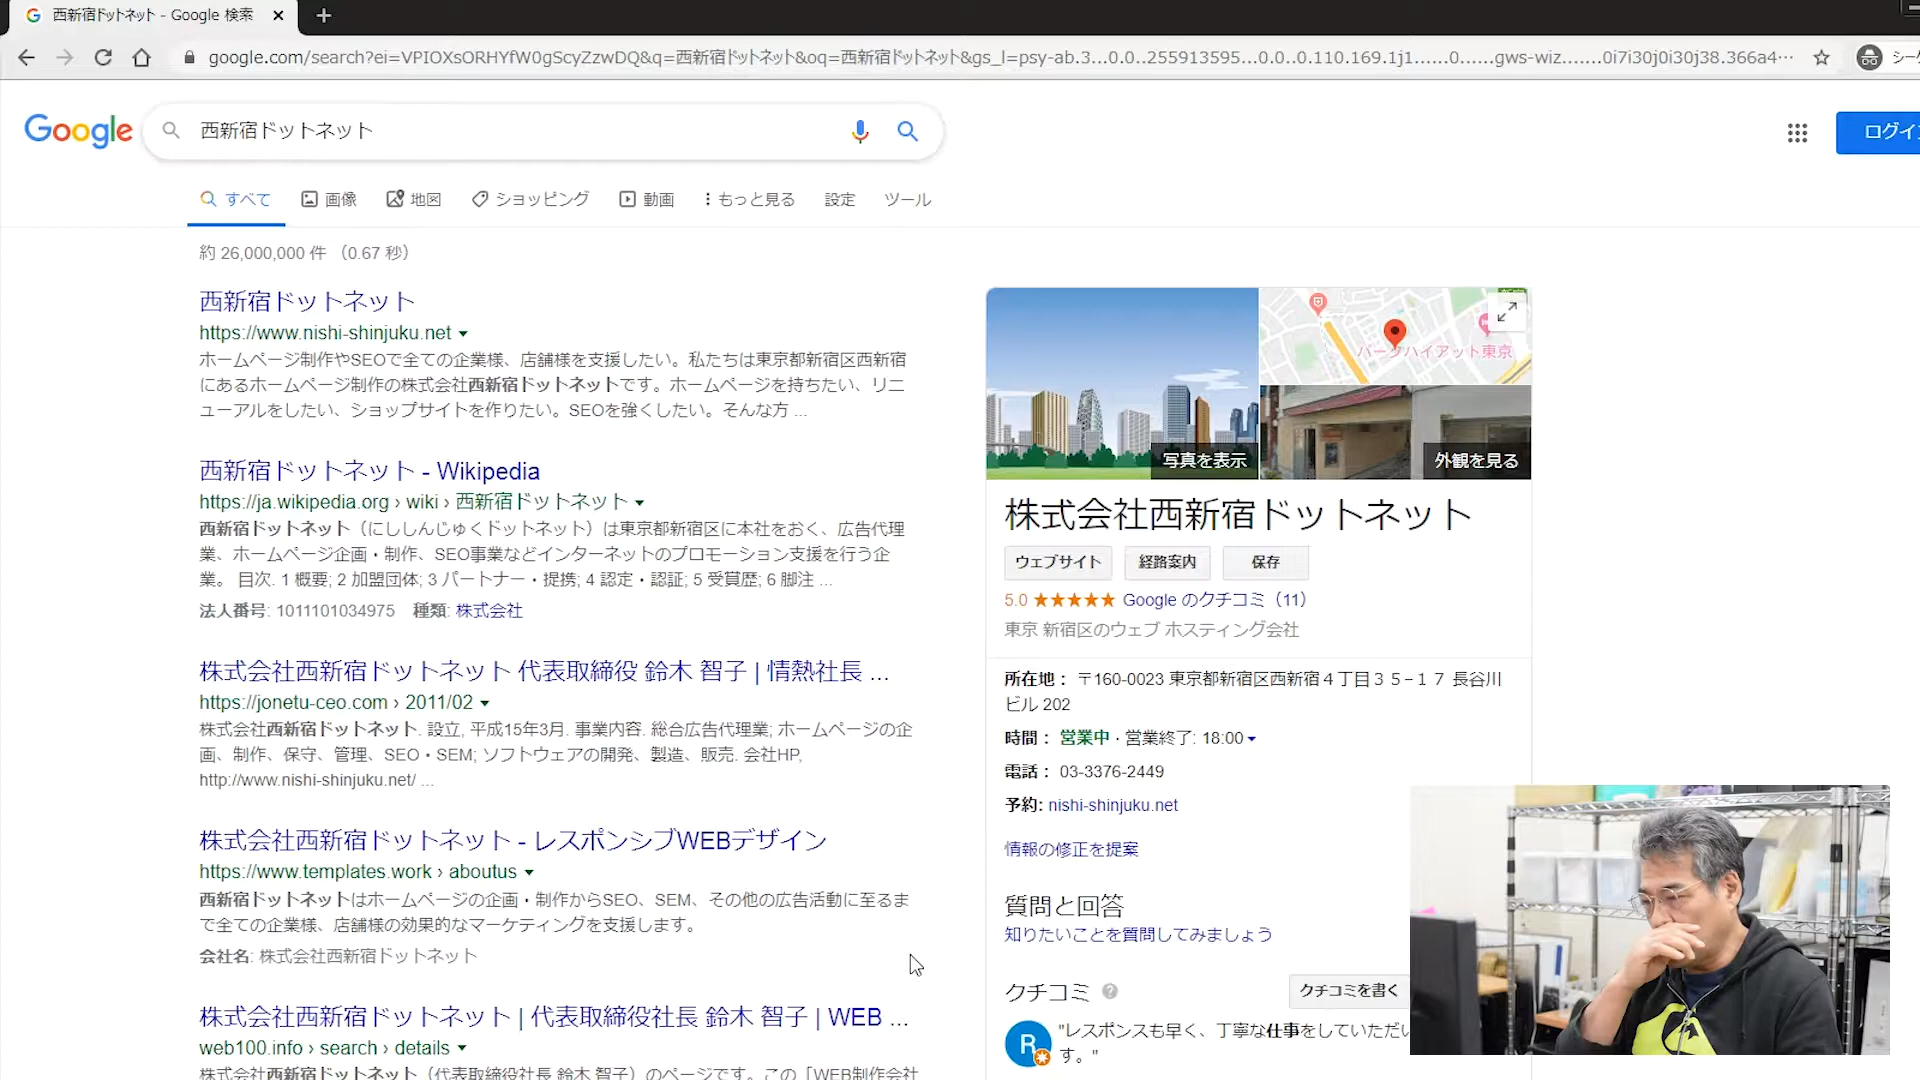 西新宿ドットネット - Google 検索
google.com/search?ei=VPIOXsORHYfW0gScyZzwDQ&q=西新宿ドットネット&oq=西新宿ドットネット&gs_l=psy-ab.3...0.0..255913595...0.0..0.110.169.1j1......0......gws-wiz.......0i7i30j0i30j38.366a4…
Google
西新宿ドットネット
すべて 画像 地図 ショッピング 動画 もっと見る 設定 ツール
約 26,000,000 件 （0.67 秒）
西新宿ドットネット
https://www.nishi-shinjuku.net
ホームページ制作やSEOで全ての企業様、店舗様を支援したい。私たちは東京都新宿区西新宿
にあるホームページ制作の株式会社西新宿ドットネットです。ホームページを持ちたい、リニ
ューアルをしたい、ショップサイトを作りたい。SEOを強くしたい。そんな方 ...
西新宿ドットネット - Wikipedia
https://ja.wikipedia.org › wiki › 西新宿ドットネット
西新宿ドットネット（にししんじゅくドットネット）は東京都新宿区に本社をおく、広告代理
業、ホームページ企画・制作、SEO事業などインターネットのプロモーション支援を行う企
業。 目次. 1 概要; 2 加盟団体; 3 パートナー・提携; 4 認定・認証; 5 受賞歴; 6 脚注 ...
法人番号: 1011101034975 種類: 株式会社
株式会社西新宿ドットネット 代表取締役 鈴木 智子 | 情熱社長 ...
https://jonetu-ceo.com › 2011/02
株式会社西新宿ドットネット. 設立, 平成15年3月. 事業内容. 総合広告代理業; ホームページの企
画、制作、保守、管理、SEO・SEM; ソフトウェアの開発、製造、販売. 会社HP,
http://www.nishi-shinjuku.net/ ...
株式会社西新宿ドットネット - レスポンシブWEBデザイン
https://www.templates.work › aboutus
西新宿ドットネットはホームページの企画・制作からSEO、SEM、その他の広告活動に至るま
で全ての企業様、店舗様の効果的なマーケティングを支援します。
会社名: 株式会社西新宿ドットネット
株式会社西新宿ドットネット | 代表取締役社長 鈴木 智子 | WEB ...
web100.info › search › details
株式会社西新宿ドットネット（代表取締役社長 鈴木 智子）のページです。この「WEB制作会社
ログイン
パークハイアット東京
写真を表示
外観を見る
株式会社西新宿ドットネット
ウェブサイト 経路案内 保存
5.0 ★★★★★ Google のクチコミ（11）
東京 新宿区のウェブ ホスティング会社
所在地： 〒160-0023 東京都新宿区西新宿４丁目３５−１７ 長谷川
ビル 202
時間： 営業中 · 営業終了: 18:00
電話： 03-3376-2449
予約: nishi-shinjuku.net
情報の修正を提案
質問と回答
知りたいことを質問してみましょう
クチコミ
クチコミを書く
R
"レスポンスも早く、丁寧な仕事をしていただい
す。"